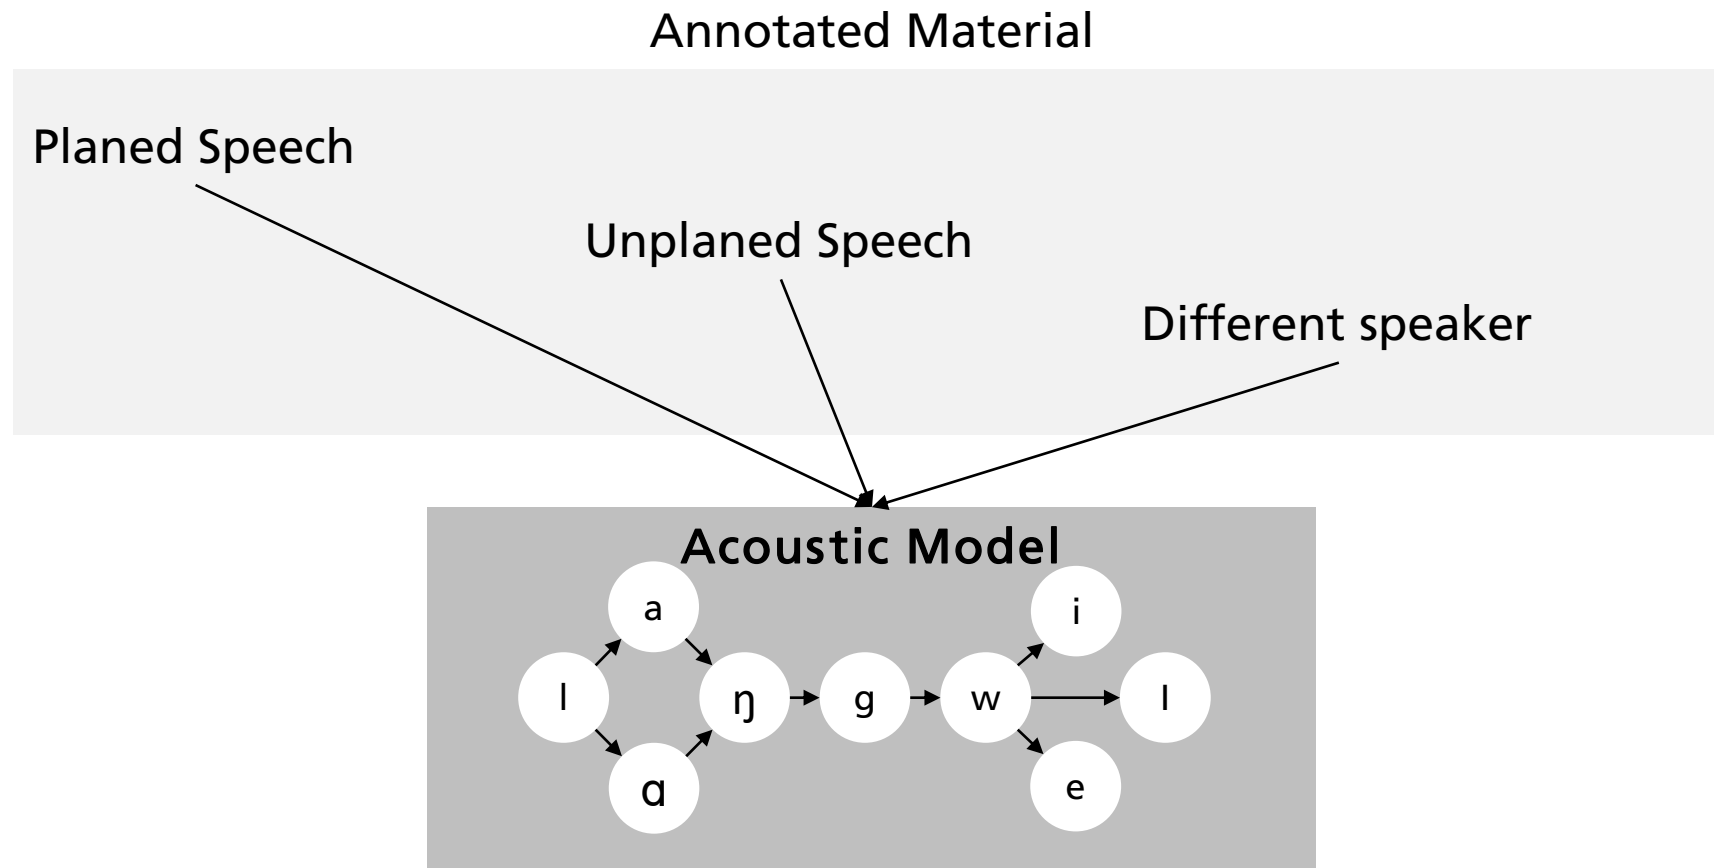 Annotated Material
Planed Speech
Unplaned Speech
Different speaker
Acoustic Model
a
i
l
ŋ
g
w
I
ɑ
e